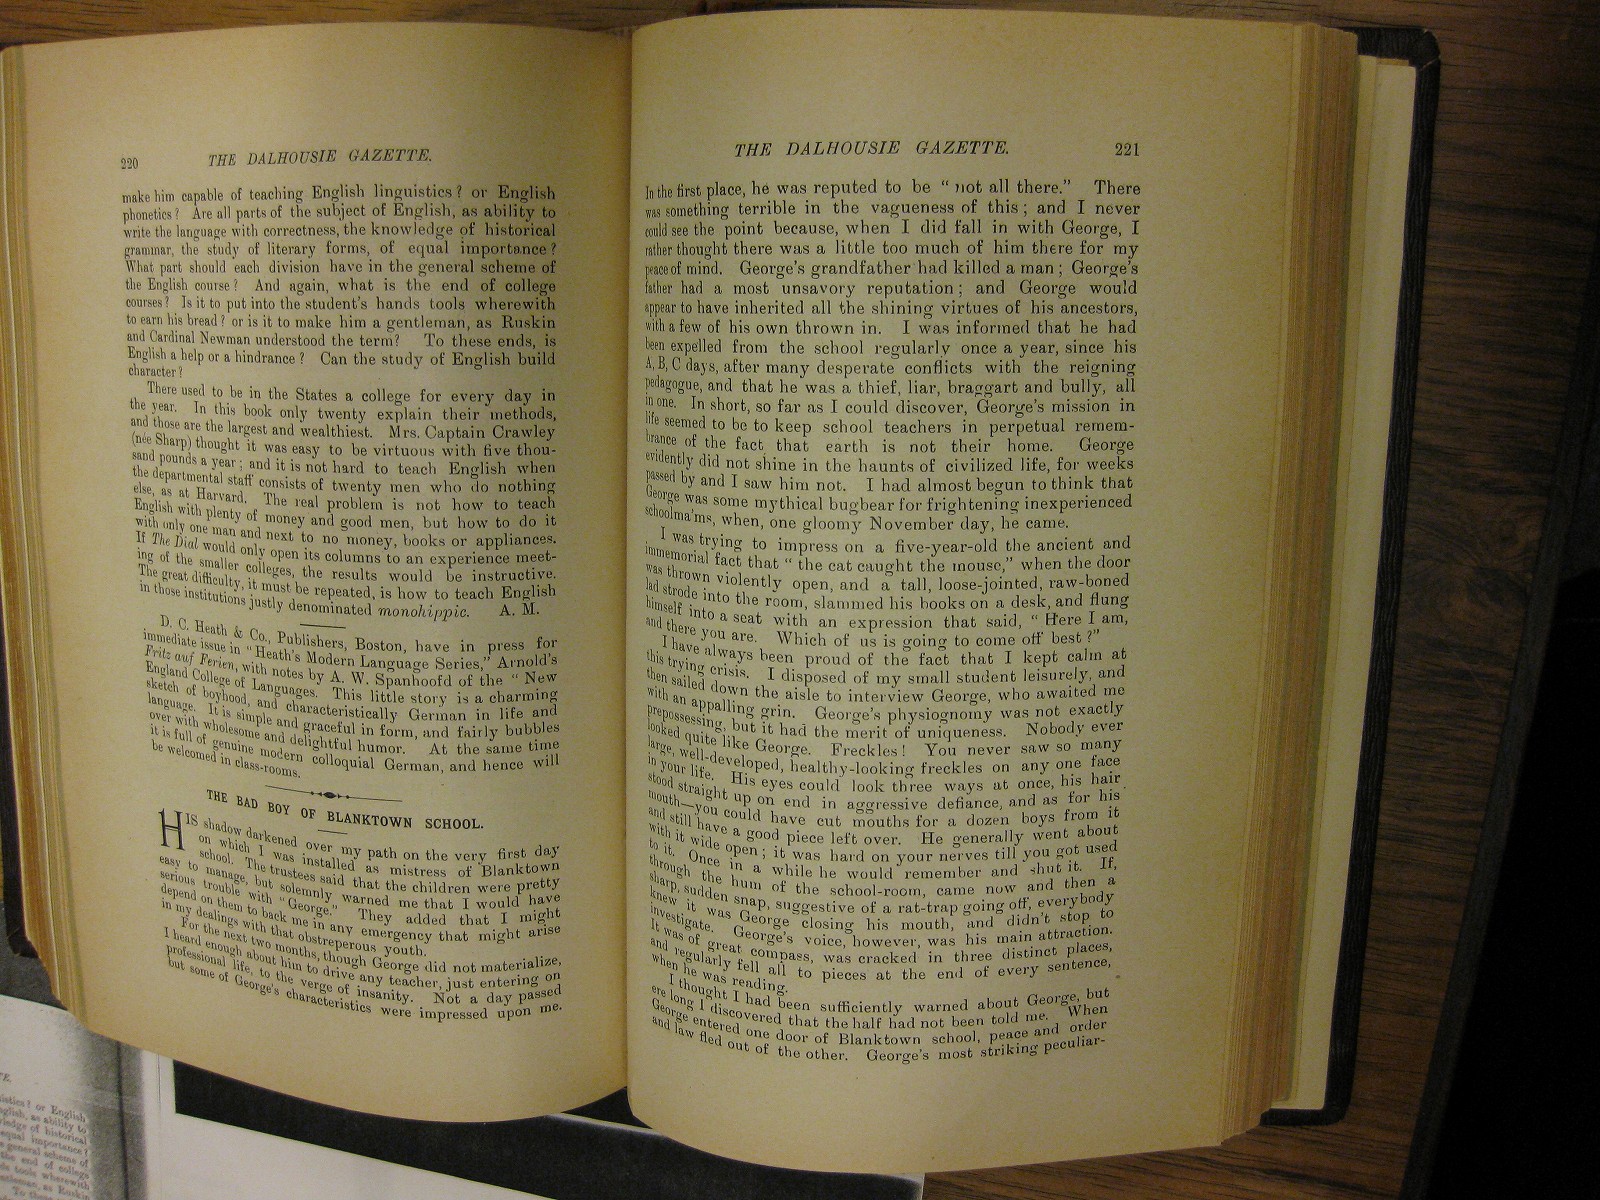 220 THE DALHOUSIE GAZETTE.
make him capable of teaching English linguistics? or English
phonetics? Are all parts of the subject of English, as ability to
write the language with correctness, the knowledge of historical
grammar, the study of literary forms, of equal importance?
What part should each division have in the general scheme of
the English course? And again, what is the end of college
courses? Is it to put into the student's hands tools wherewith
to earn his bread? or is it to make him a gentleman, as Ruskin
and Cardinal Newman understood the term? To these ends, is
English a help or a hindrance? Can the study of English build
character?
There used to be in the States a college for every day in
the year. In this book only twenty explain their methods,
and those are the largest and wealthiest. Mrs. Captain Crawley
(née Sharp) thought it was easy to be virtuous with five thou-
sand pounds a year; and it is not hard to teach English when
the departmental staff consists of twenty men who do nothing
else, as at Harvard. The real problem is not how to teach
English with plenty of money and good men, but how to do it
with only one man and next to no money, books or appliances.
If The Dial would only open its columns to an experience meet-
ing of the smaller colleges, the results would be instructive.
The great difficulty, it must be repeated, is how to teach English
in those institutions justly denominated monohippic. A. M.
D. C. Heath & Co., Publishers, Boston, have in press for
immediate issue in "Heath's Modern Language Series," Arnold's
Fritz auf Ferien, with notes by A. W. Spanhoofd of the "New
England College of Languages. This little story is a charming
sketch of boyhood, and characteristically German in life and
language. It is simple and graceful in form, and fairly bubbles
over with wholesome and delightful humor. At the same time
it is full of genuine modern colloquial German, and hence will
be welcomed in class-rooms.
THE BAD BOY OF BLANKTOWN SCHOOL.
HIS shadow darkened over my path on the very first day
on which I was installed as mistress of Blanktown
school. The trustees said that the children were pretty
easy to manage, but solemnly warned me that I would have
serious trouble with "George." They added that I might
depend on them to back me in any emergency that might arise
in my dealings with that obstreperous youth.
For the next two months, though George did not materialize,
I heard enough about him to drive any teacher, just entering on
professional life, to the verge of insanity. Not a day passed
but some of George's characteristics were impressed upon me.
THE DALHOUSIE GAZETTE. 221
In the first place, he was reputed to be "not all there." There
was something terrible in the vagueness of this; and I never
could see the point because, when I did fall in with George, I
rather thought there was a little too much of him there for my
peace of mind. George's grandfather had killed a man; George's
father had a most unsavory reputation; and George would
appear to have inherited all the shining virtues of his ancestors,
with a few of his own thrown in. I was informed that he had
been expelled from the school regularly once a year, since his
A, B, C days, after many desperate conflicts with the reigning
pedagogue, and that he was a thief, liar, braggart and bully, all
in one. In short, so far as I could discover, George's mission in
life seemed to be to keep school teachers in perpetual remem-
brance of the fact that earth is not their home. George
evidently did not shine in the haunts of civilized life, for weeks
passed by and I saw him not. I had almost begun to think that
George was some mythical bugbear for frightening inexperienced
schoolma'ms, when, one gloomy November day, he came.
I was trying to impress on a five-year-old the ancient and
immemorial fact that "the cat caught the mouse," when the door
was thrown violently open, and a tall, loose-jointed, raw-boned
lad strode into the room, slammed his books on a desk, and flung
himself into a seat with an expression that said, "Here I am,
and there you are. Which of us is going to come off best?"
I have always been proud of the fact that I kept calm at
this trying crisis. I disposed of my small student leisurely, and
then sailed down the aisle to interview George, who awaited me
with an appalling grin. George's physiognomy was not exactly
prepossessing, but it had the merit of uniqueness. Nobody ever
looked quite like George. Freckles! You never saw so many
large, well-developed, healthy-looking freckles on any one face
in your life. His eyes could look three ways at once, his hair
stood straight up on end in aggressive defiance, and as for his
mouth—you could have cut mouths for a dozen boys from it
and still have a good piece left over. He generally went about
with it wide open; it was hard on your nerves till you got used
to it. Once in a while he would remember and shut it. If,
through the hum of the school-room, came now and then a
sharp, sudden snap, suggestive of a rat-trap going off, everybody
knew it was George closing his mouth, and didn't stop to
investigate. George's voice, however, was his main attraction.
It was of great compass, was cracked in three distinct places,
and regularly fell all to pieces at the end of every sentence,
when he was reading.
I thought I had been sufficiently warned about George, but
ere long I discovered that the half had not been told me. When
George entered one door of Blanktown school, peace and order
and law fled out of the other. George's most striking peculiar-